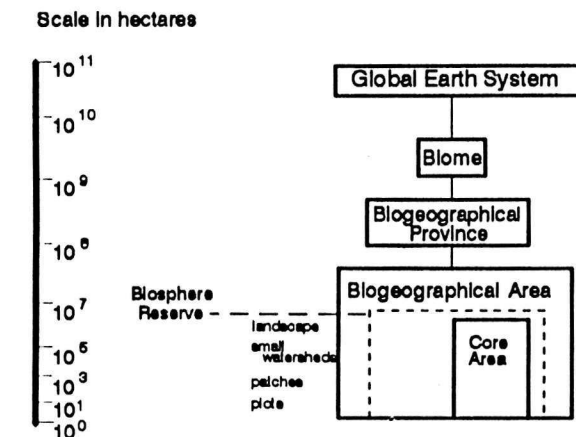 Scale in hectares
10 11
10 10
10 9
10 8
10 7
10 5
10 3
10 1
10 0
Global Earth System
Biome
Biogeographical
Province
Biogeographical Area
Biosphere
Reserve
landscape
small
watersheds
patches
plots
Core
Area